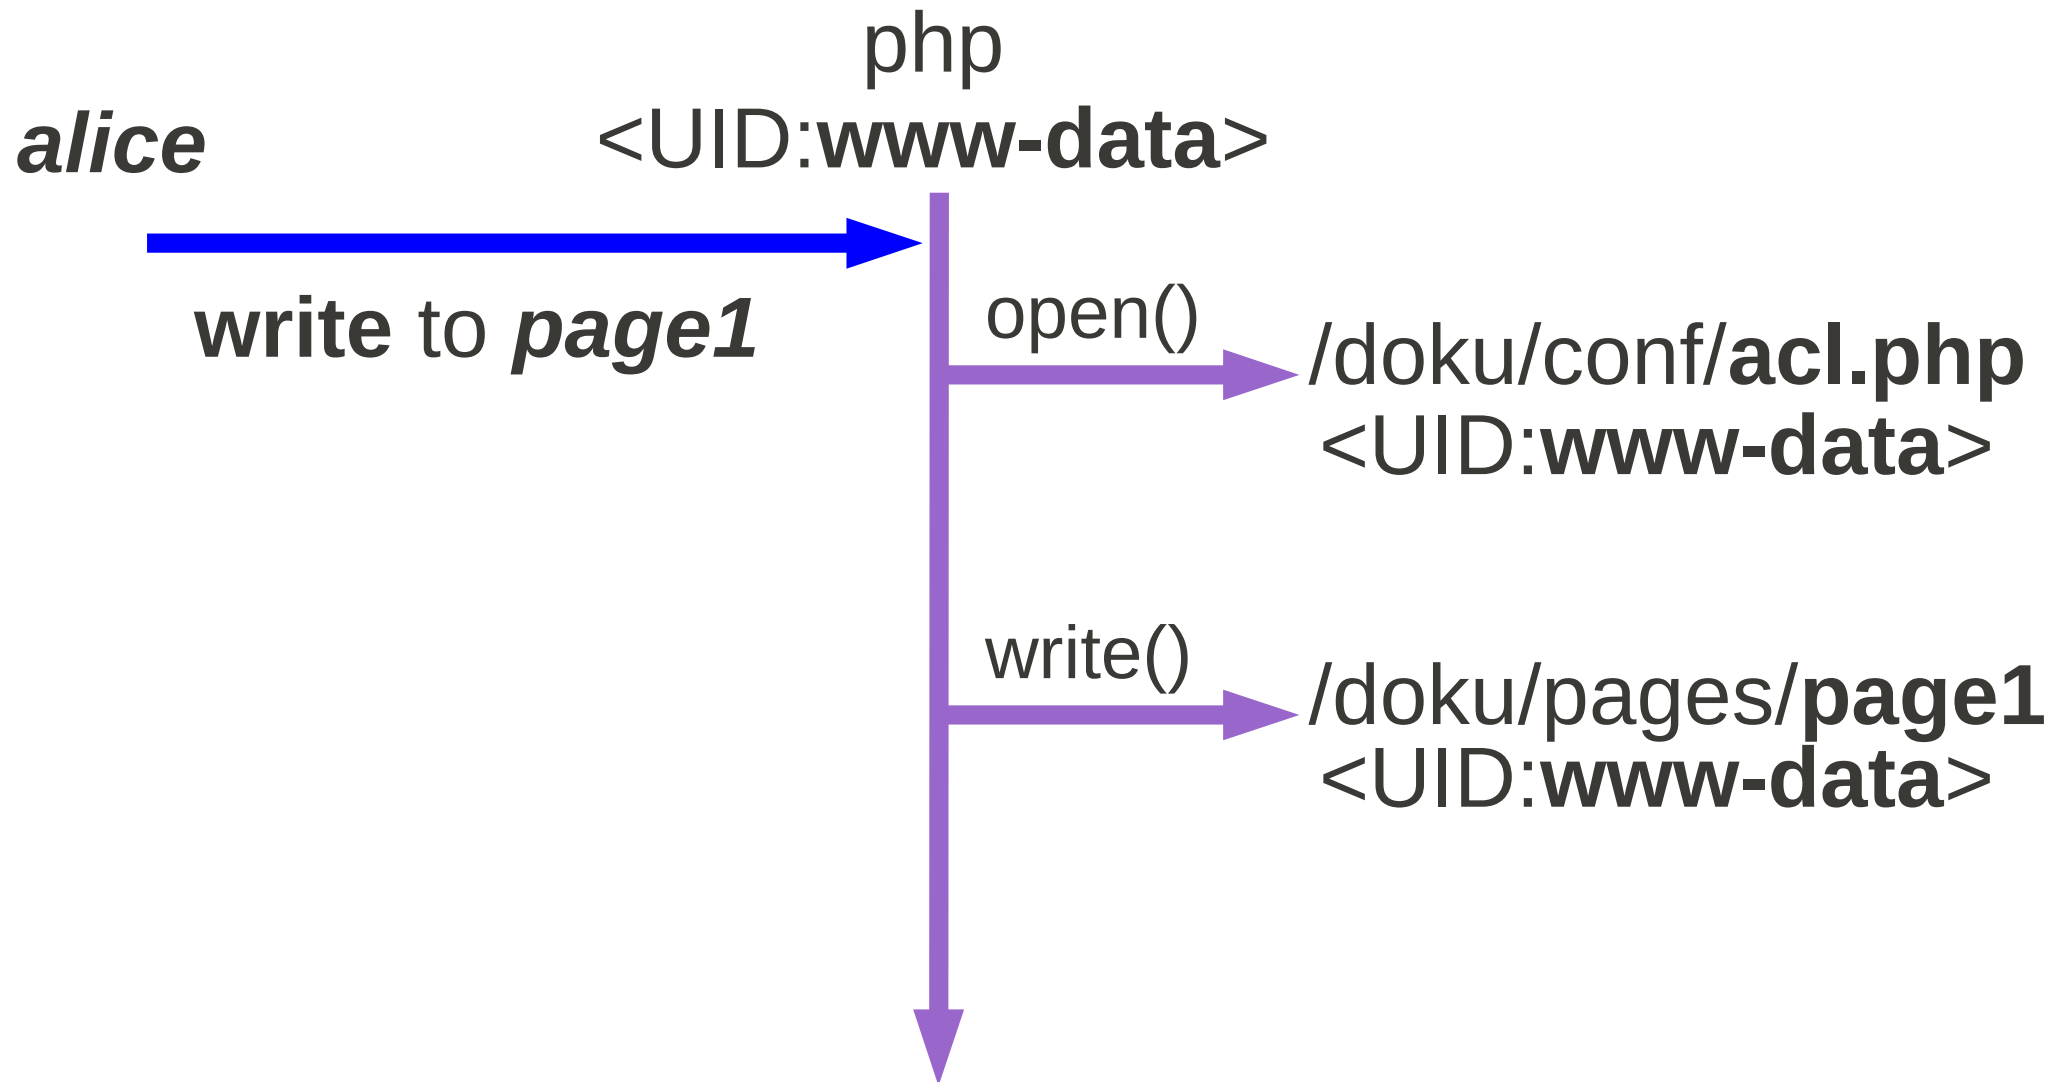 php
<UID:www-data>
alice
write to page1
open()
/doku/conf/acl.php
<UID:www-data>
write()
/doku/pages/page1
<UID:www-data>